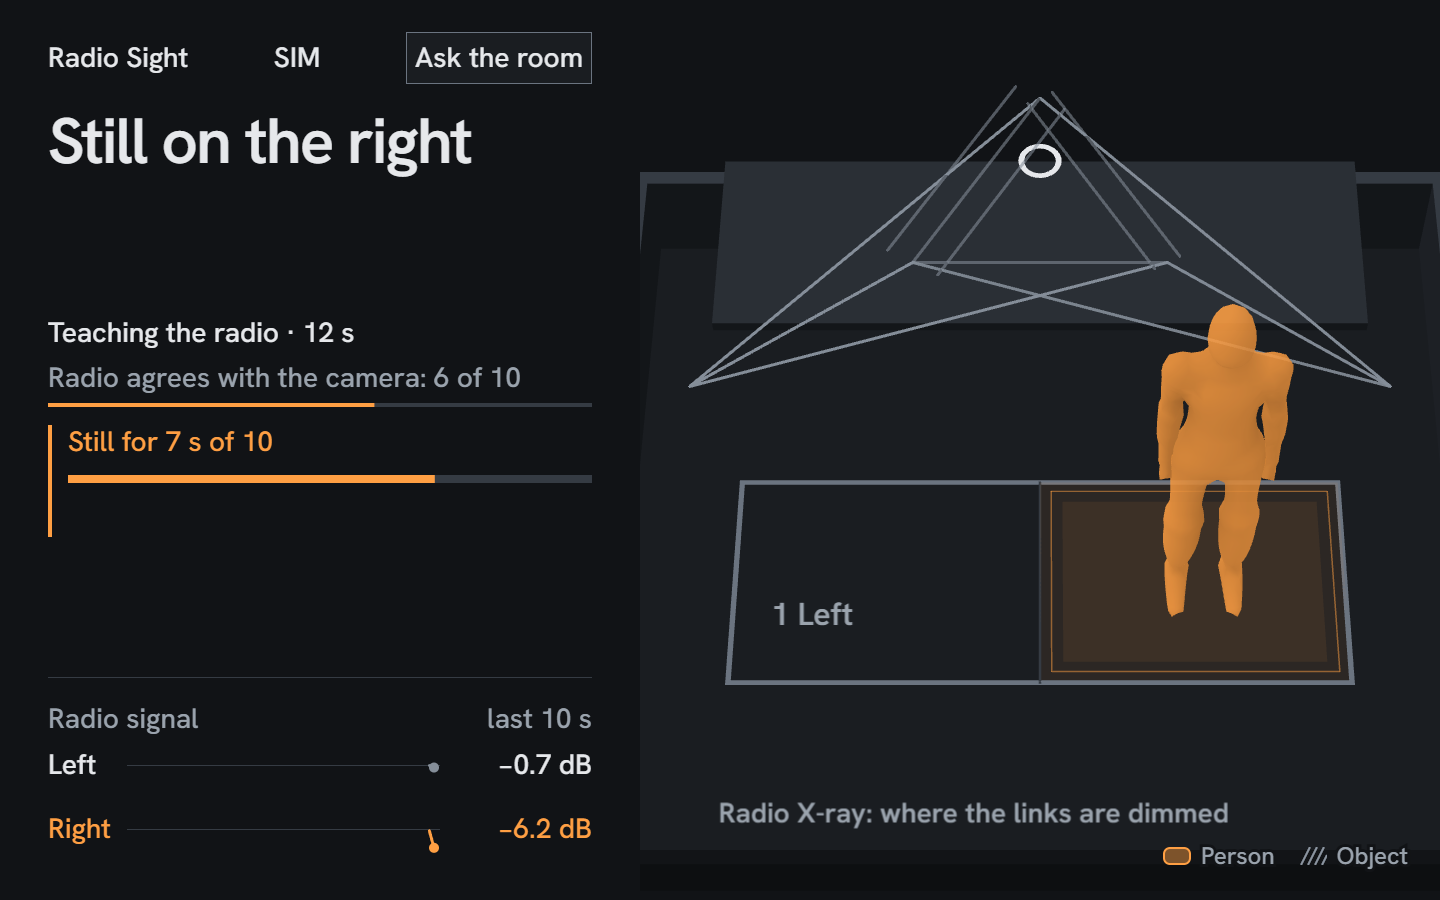 Radio Sight
SIM
Ask the room
Still on the right
Teaching the radio · 12 s
Radio agrees with the camera: 6 of 10
Still for 7 s of 10
Radio signal
last 10 s
Left
−0.7 dB
Right
−6.2 dB
1 Left
Radio X-ray: where the links are dimmed
Person
Object